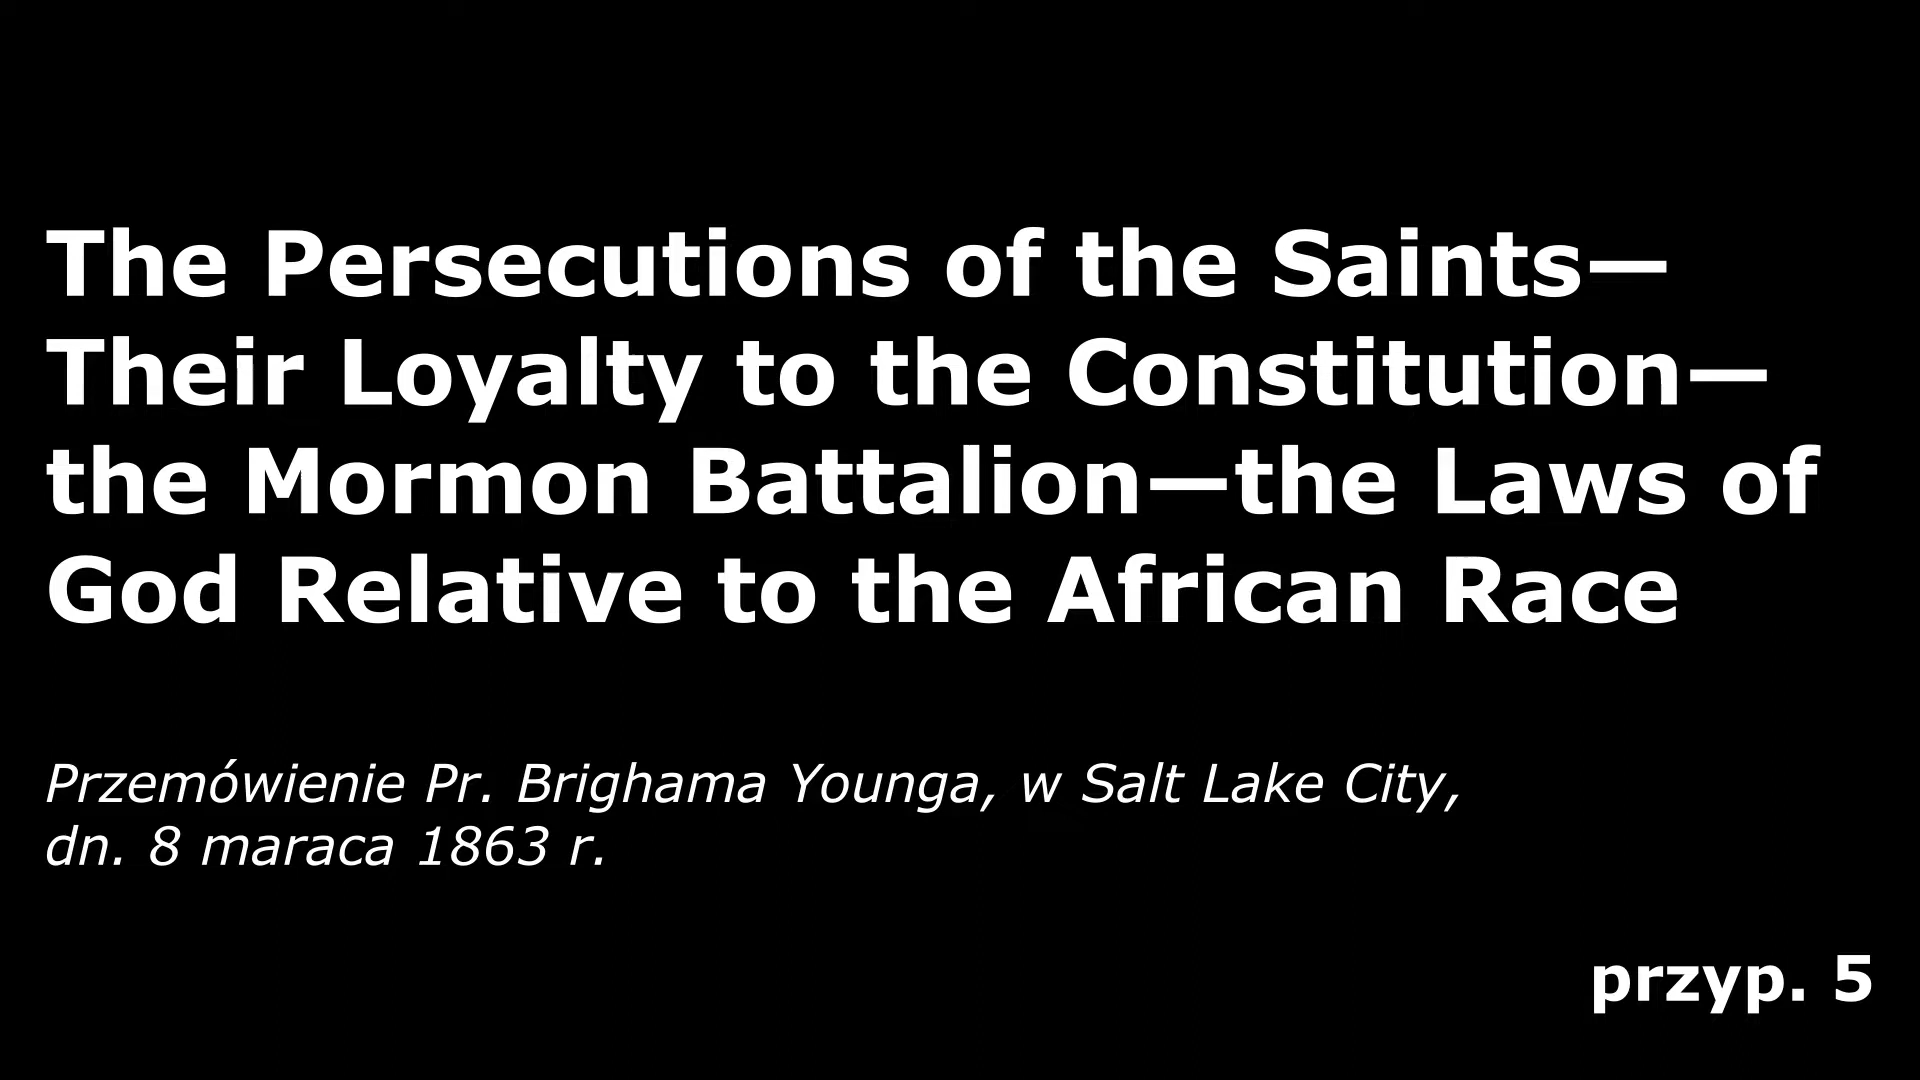 The Persecutions of the Saints—
Their Loyalty to the Constitution—
the Mormon Battalion—the Laws of
God Relative to the African Race
Przemówienie Pr. Brighama Younga, w Salt Lake City,
dn. 8 maraca 1863 r.
przyp. 5